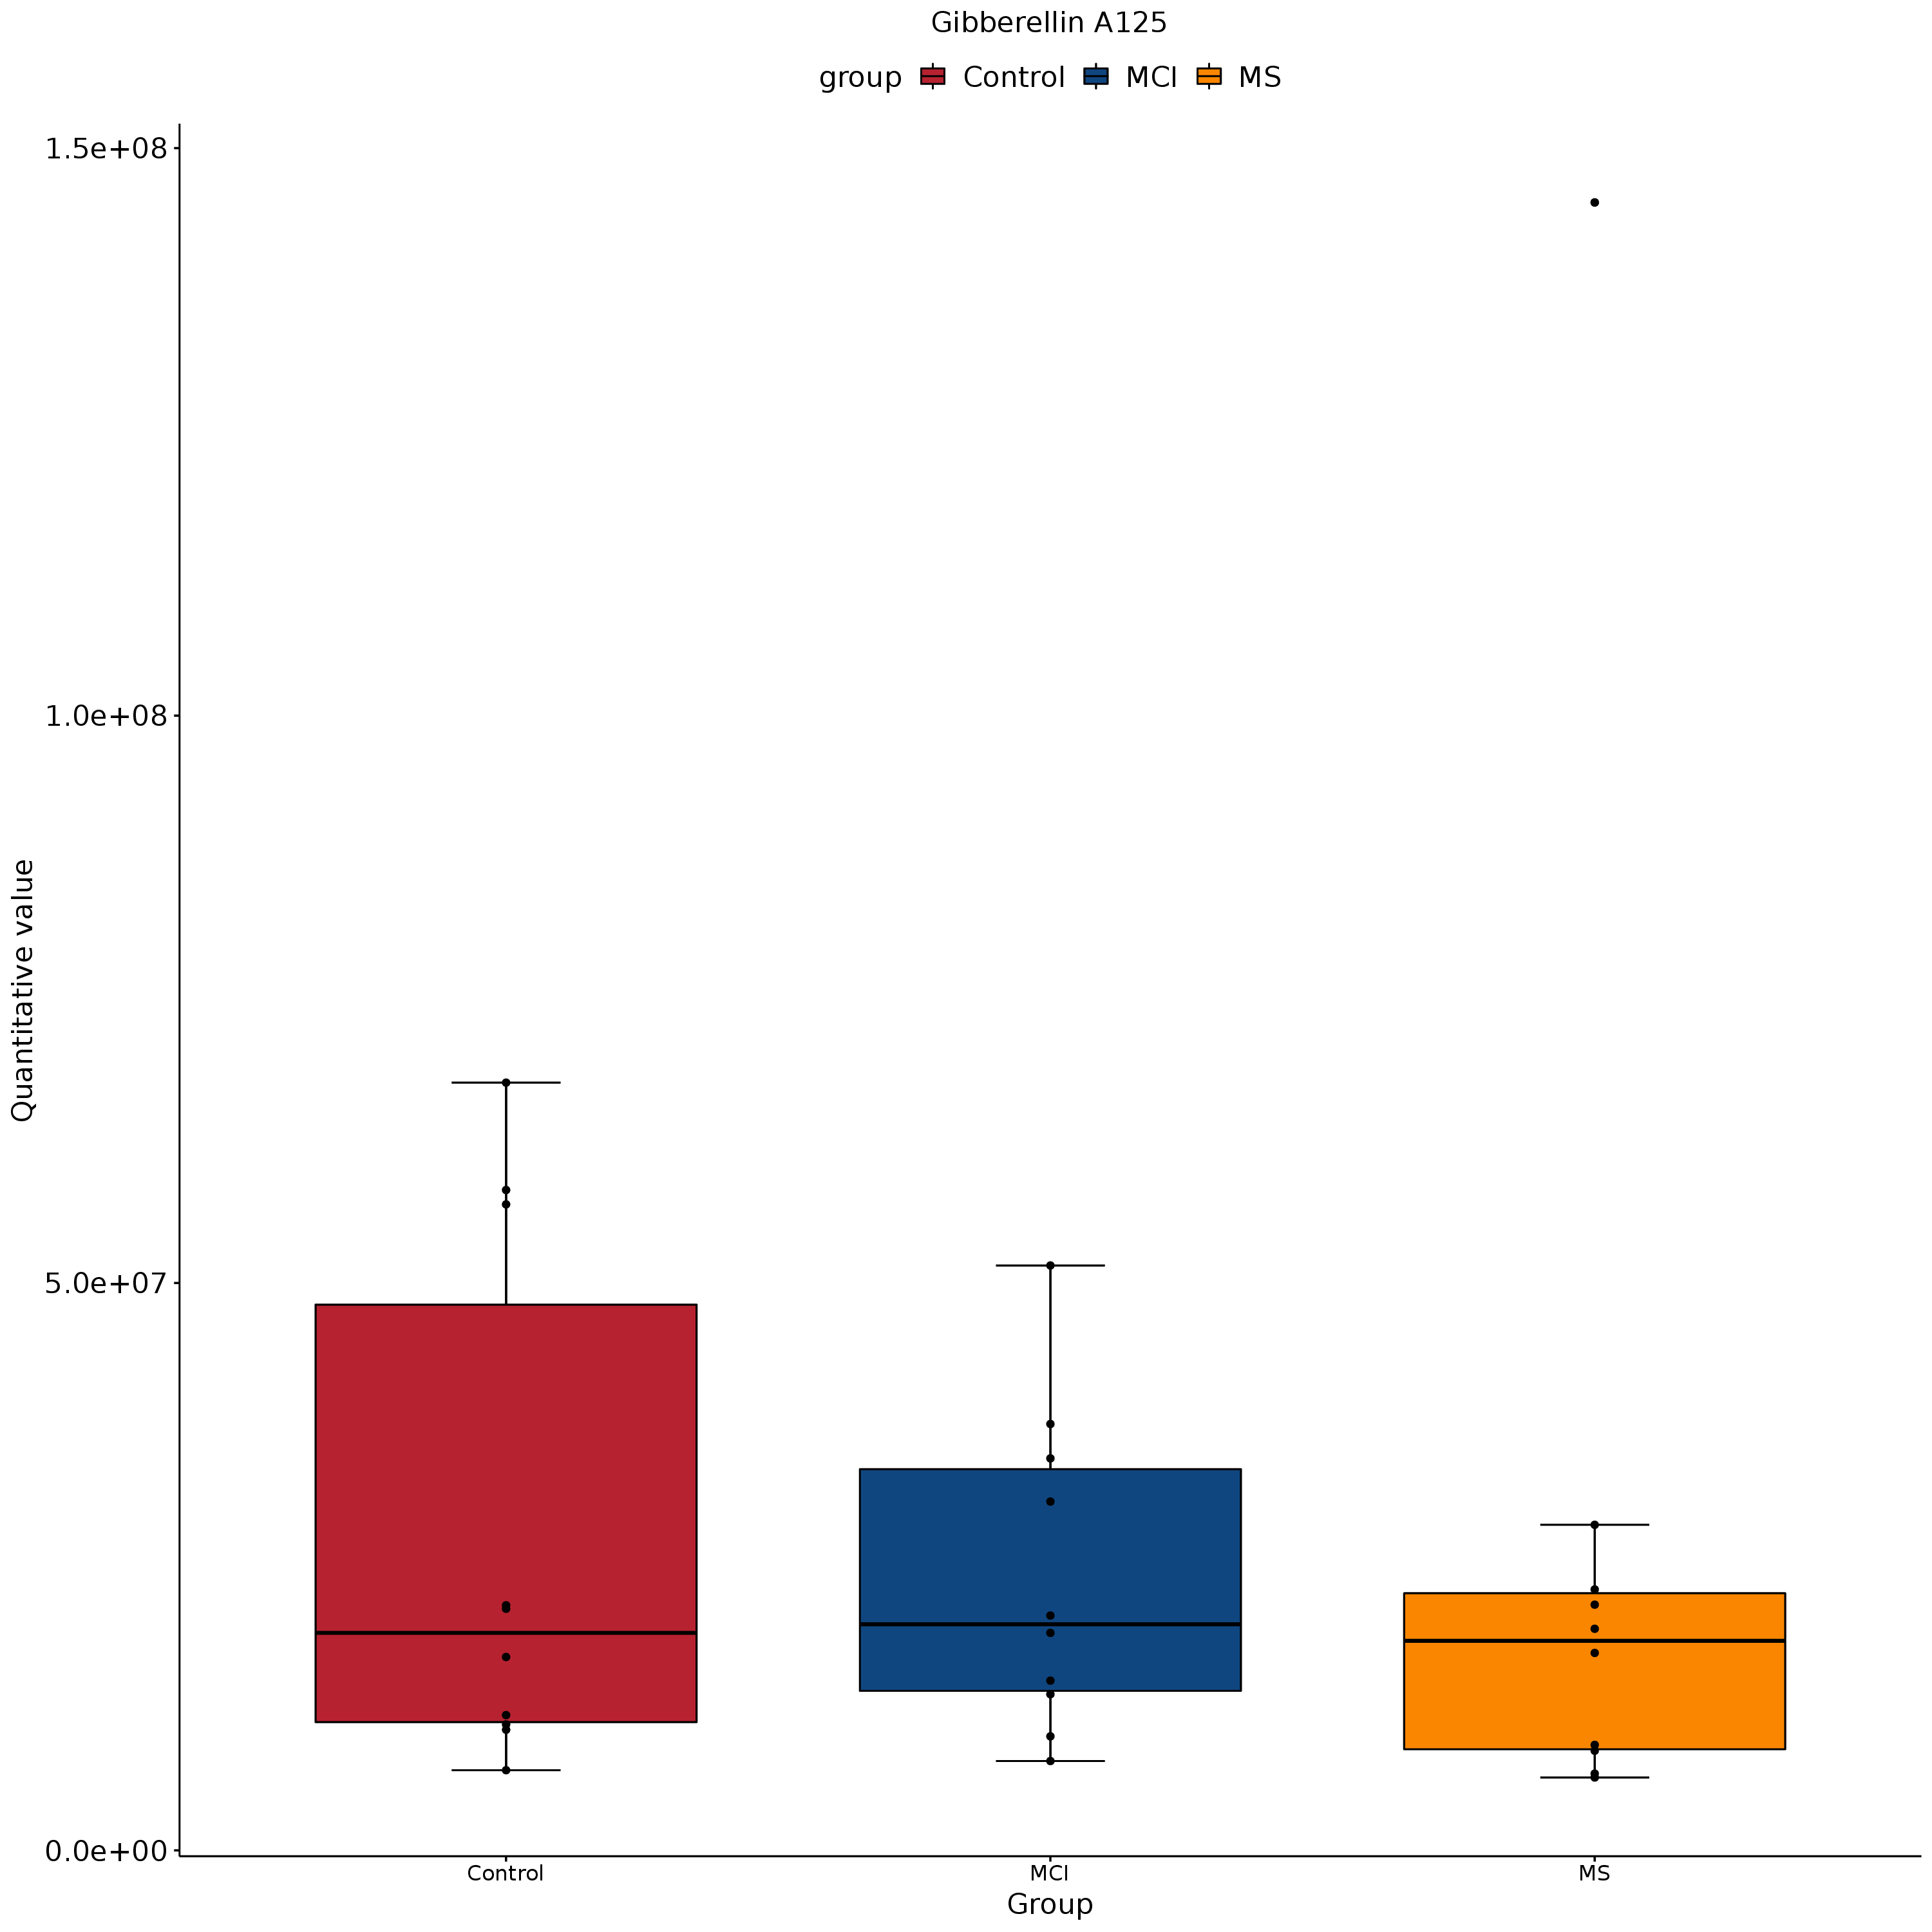 Gibberellin A125
group Control MCI MS
1.5e+08
1.0e+08
5.0e+07
0.0e+00
Quantitative value
Control MCI MS
Group